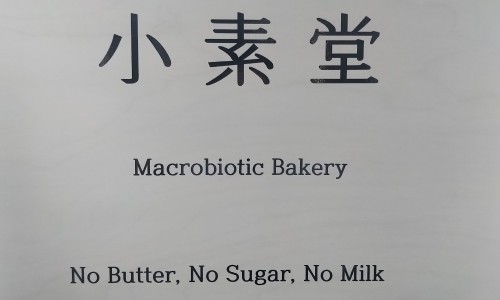 小素堂
Macrobiotic Bakery
No Butter, No Sugar, No Milk